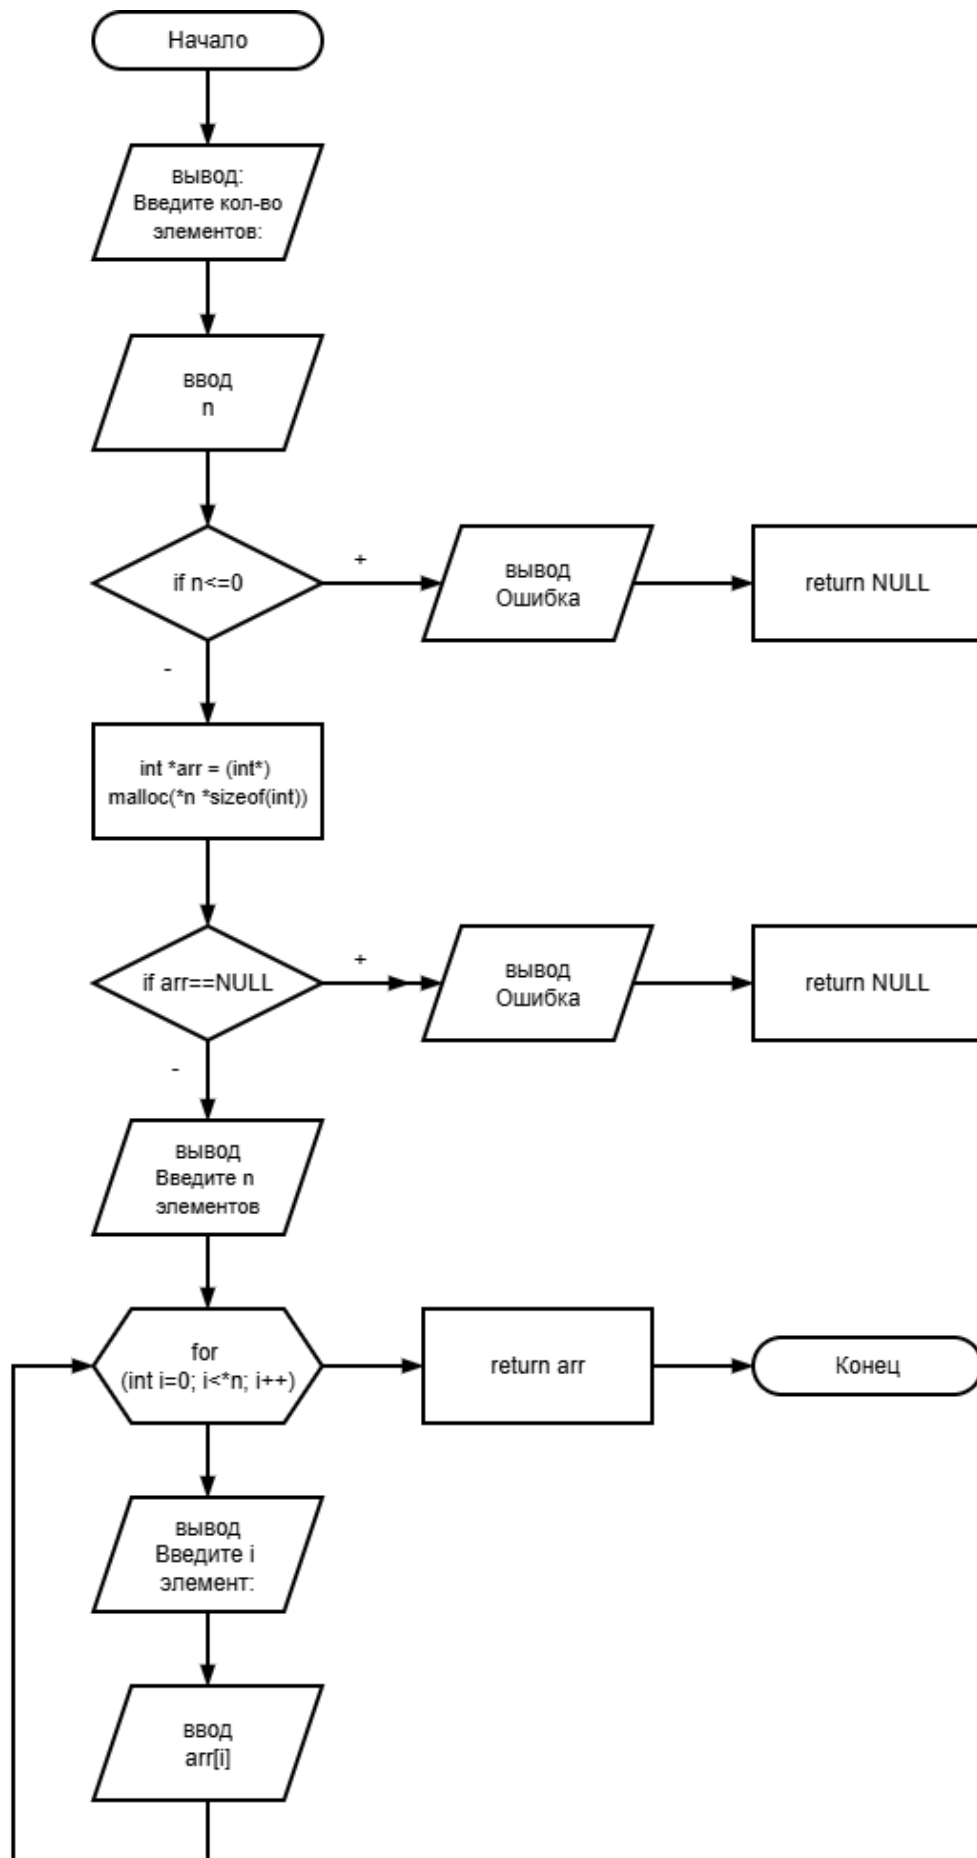 Начало
вывод:
Введите кол-во
элементов:
ввод
n
if n<=0
+
вывод
Ошибка
return NULL
-
int *arr = (int*)
malloc(*n *sizeof(int))
if arr==NULL
+
вывод
Ошибка
return NULL
-
вывод
Введите n
элементов
for
(int i=0; i<*n; i++)
return arr
Конец
вывод
Введите i
элемент:
ввод
arr[i]